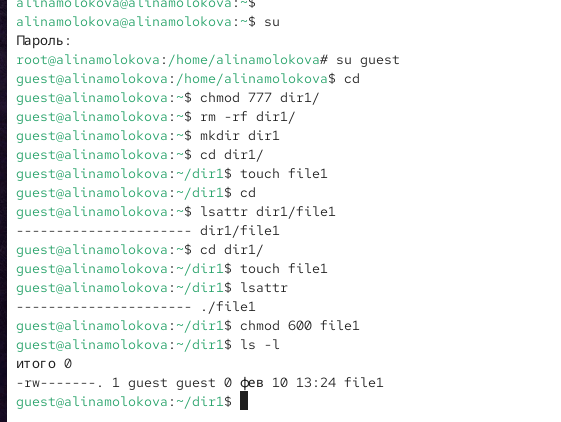 alinamolokova@alinamolokova:~$
alinamolokova@alinamolokova:~$ su
Пароль:
root@alinamolokova:/home/alinamolokova# su guest
guest@alinamolokova:/home/alinamolokova$ cd
guest@alinamolokova:~$ chmod 777 dir1/
guest@alinamolokova:~$ rm -rf dir1/
guest@alinamolokova:~$ mkdir dir1
guest@alinamolokova:~$ cd dir1/
guest@alinamolokova:~/dir1$ touch file1
guest@alinamolokova:~/dir1$ cd
guest@alinamolokova:~$ lsattr dir1/file1
---------------------- dir1/file1
guest@alinamolokova:~$ cd dir1/
guest@alinamolokova:~/dir1$ touch file1
guest@alinamolokova:~/dir1$ lsattr
---------------------- ./file1
guest@alinamolokova:~/dir1$ chmod 600 file1
guest@alinamolokova:~/dir1$ ls -l
итого 0
-rw-------. 1 guest guest 0 фев 10 13:24 file1
guest@alinamolokova:~/dir1$